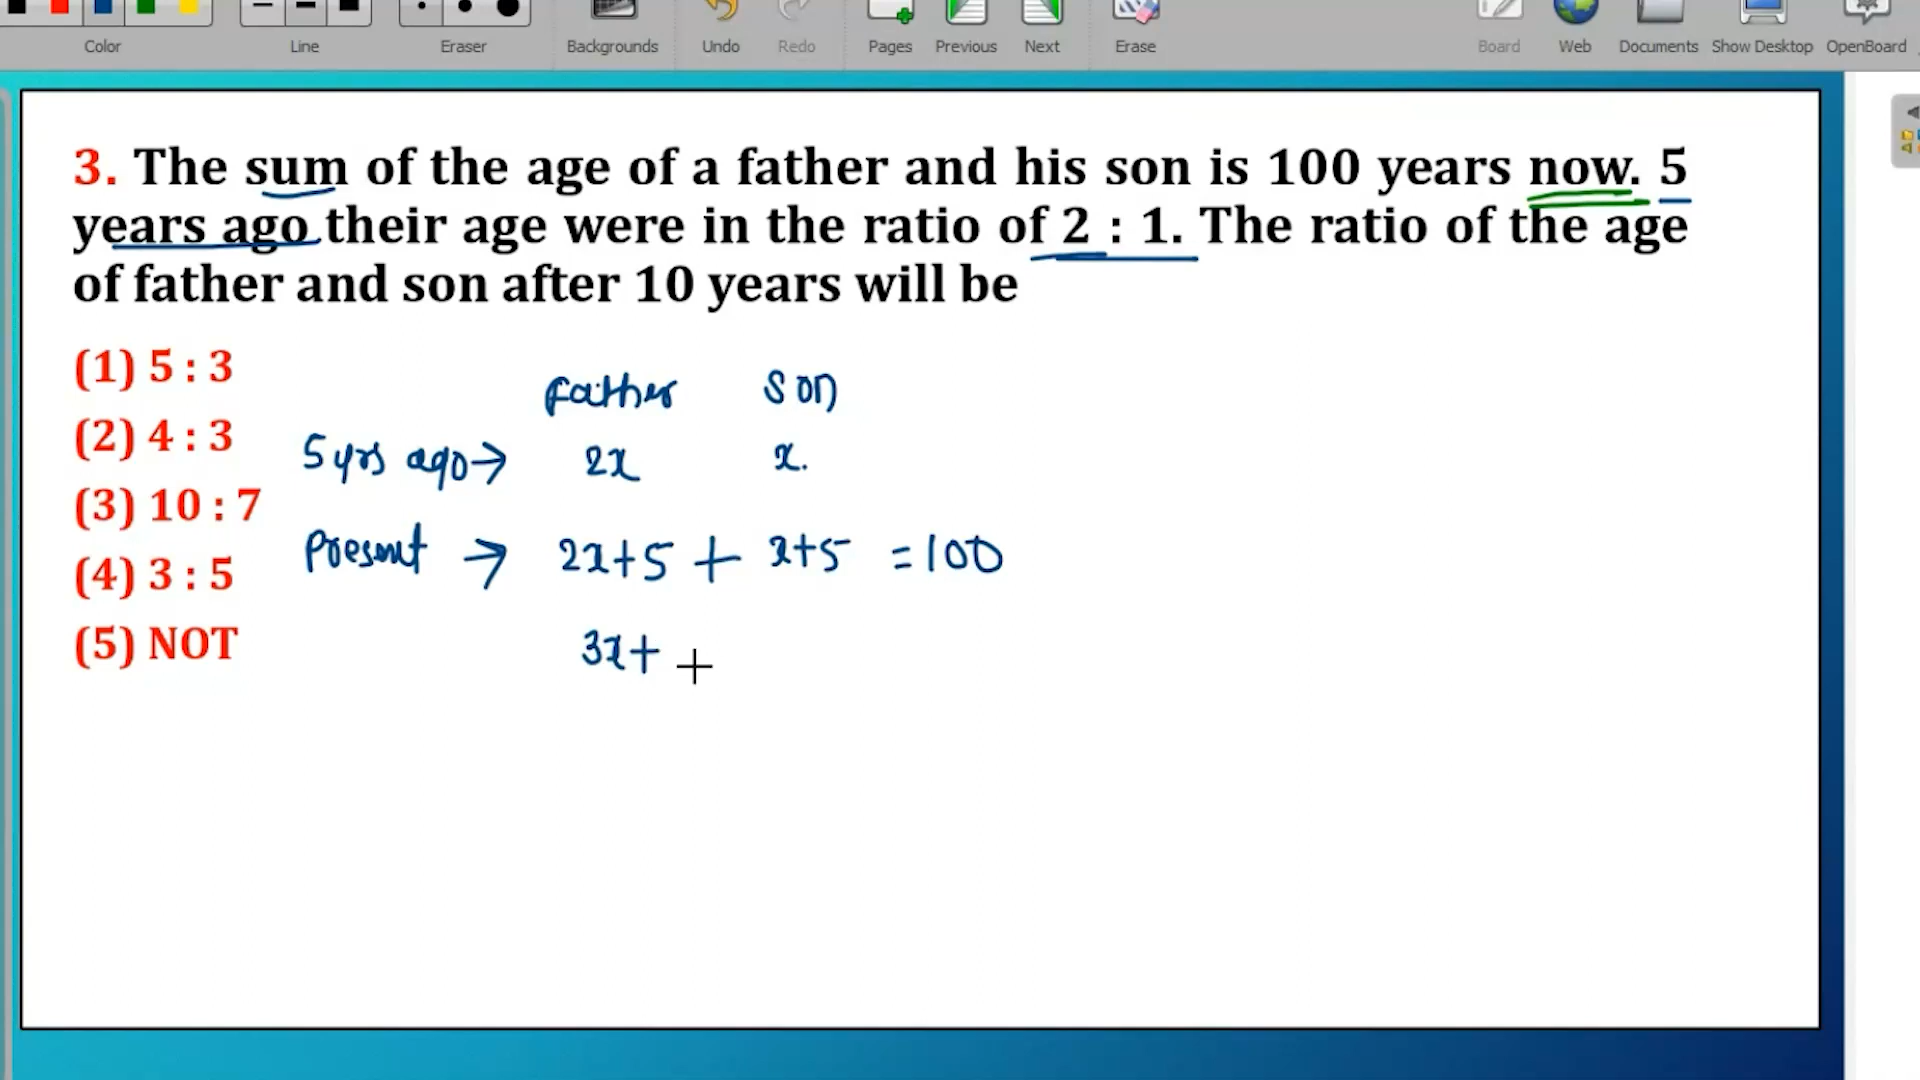 Color Line Eraser Backgrounds Undo Redo Pages Previous Next Erase Board Web Documents Show Desktop OpenBoard
3. The sum of the age of a father and his son is 100 years now. 5
years ago their age were in the ratio of 2 : 1. The ratio of the age
of father and son after 10 years will be
(1) 5 : 3
(2) 4 : 3
(3) 10 : 7
(4) 3 : 5
(5) NOT
Father son
5 yrs ago → 2x x.
Present → 2x+5 + x+5 = 100
3x+